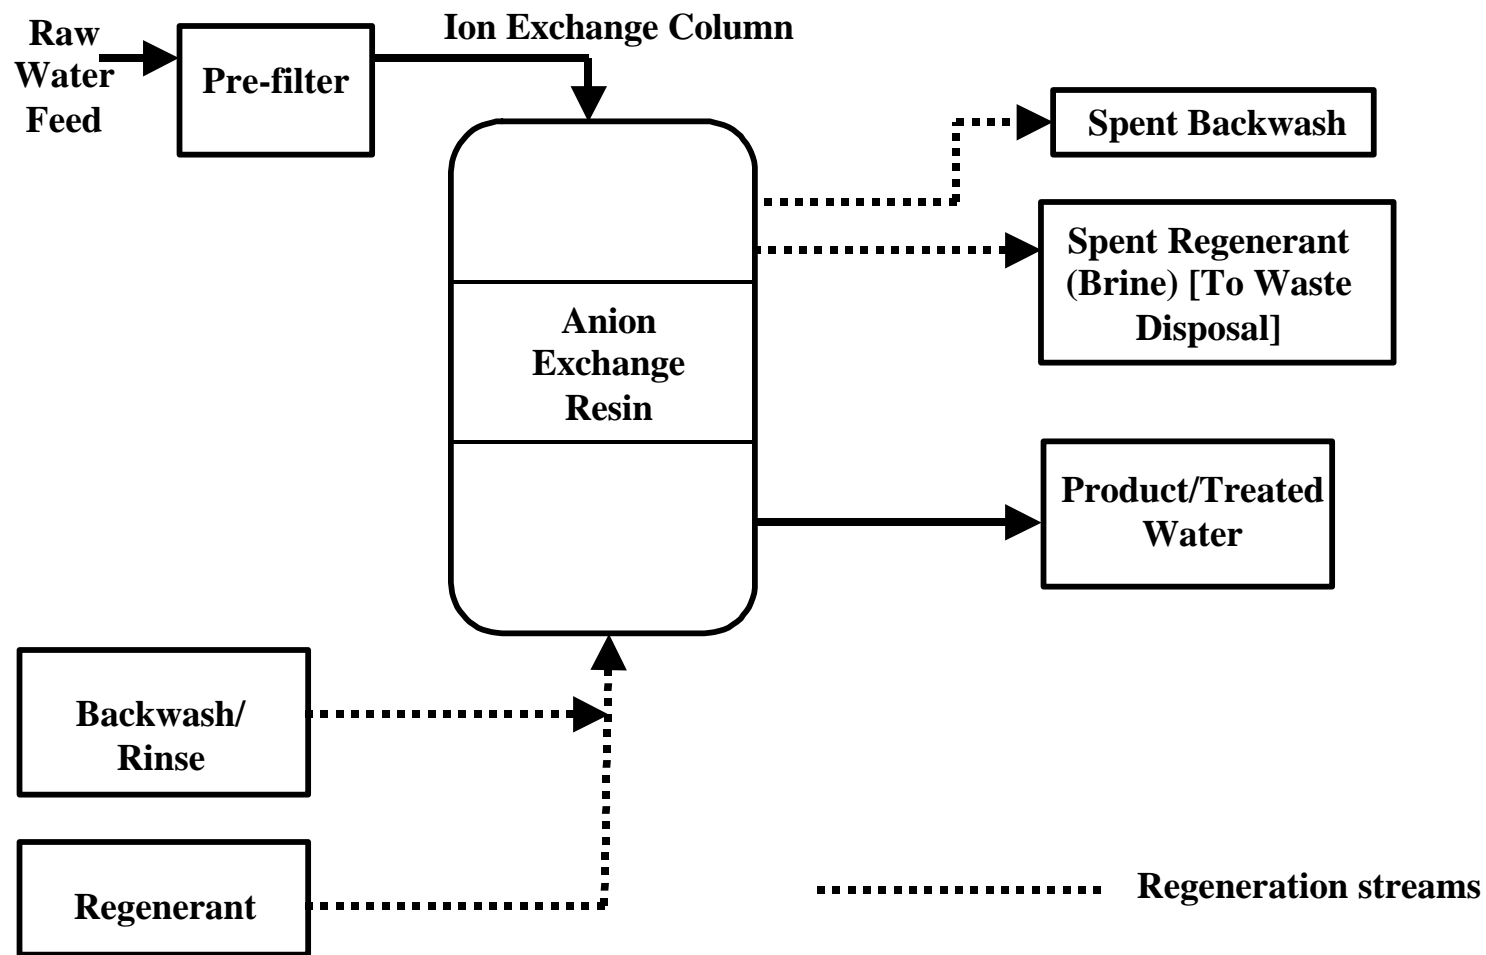 Raw
Water
Feed
Pre-filter
Ion Exchange Column
Spent Backwash
Spent Regenerant
(Brine) [To Waste
Disposal]
Anion
Exchange
Resin
Product/Treated
Water
Backwash/
Rinse
Regenerant
Regeneration streams